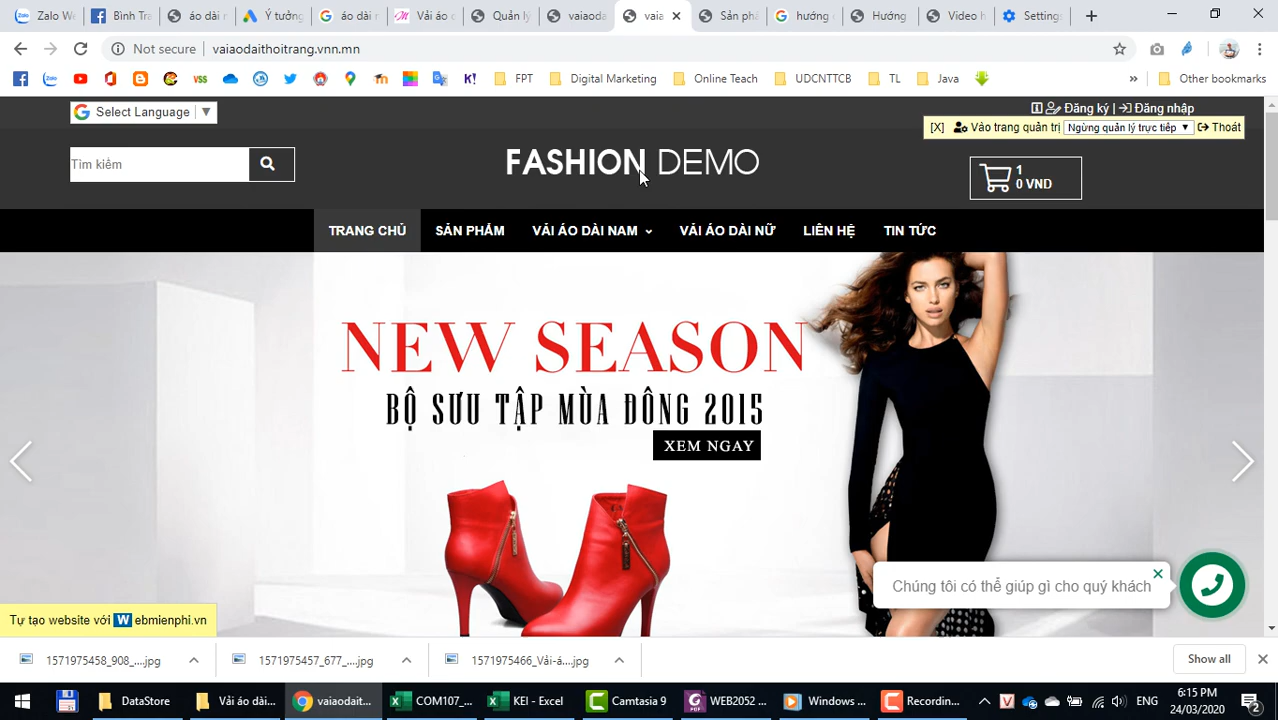 Zalo We
Bình Tra
áo dài n
Ý tưởng
áo dài n
Vải áo d
Quản lý
vaiaoda
vaia
Sản phẩ
hướng d
Hướng
Video h
Settings
Not secure | vaiaodaithoitrang.vnn.mn
FPT
Digital Marketing
Online Teach
UDCNTTCB
TL
Java
Other bookmarks
Select Language ▼
Đăng ký | Đăng nhập
[X] Vào trang quản trị Ngừng quản lý trực tiếp Thoát
Tìm kiếm
FASHION DEMO
1
0 VND
TRANG CHỦ
SẢN PHẨM
VẢI ÁO DÀI NAM
VẢI ÁO DÀI NỮ
LIÊN HỆ
TIN TỨC
NEW SEASON
BỘ SƯU TẬP MÙA ĐÔNG 2015
XEM NGAY
Chúng tôi có thể giúp gì cho quý khách
Tự tạo website với W ebmienphi.vn
1571975458_908_....jpg
1571975457_677_....jpg
1571975466_Vải-á....jpg
Show all
DataStore
Vải áo dài...
vaiaodait...
COM107_...
KEI - Excel
Camtasia 9
WEB2052 ...
Windows ...
Recordin...
ENG
6:15 PM
24/03/2020
2